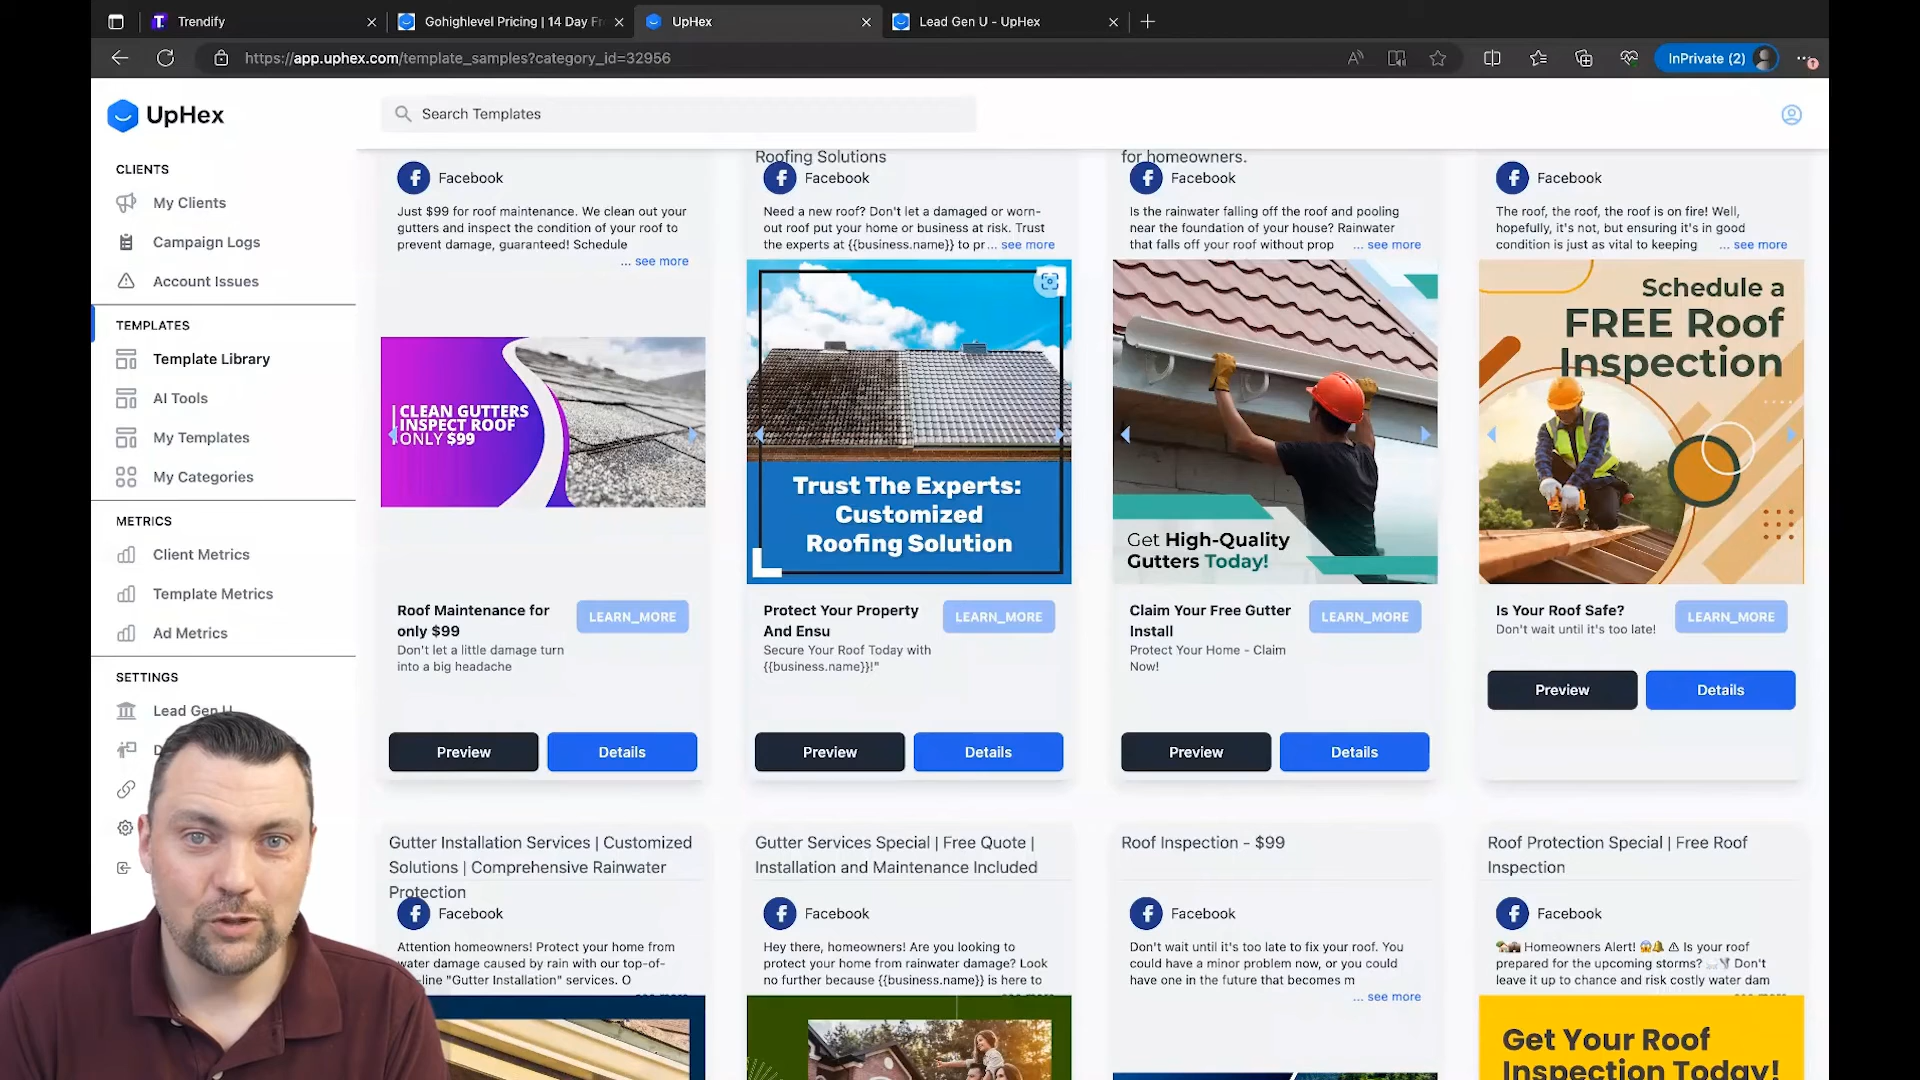 Trendify
Gohighlevel Pricing | 14 Day Fr
UpHex
Lead Gen U - UpHex
https://app.uphex.com/template_samples?category_id=32956
InPrivate (2)
UpHex
Search Templates
CLIENTS
My Clients
Campaign Logs
Account Issues
TEMPLATES
Template Library
AI Tools
My Templates
My Categories
METRICS
Client Metrics
Template Metrics
Ad Metrics
SETTINGS
Lead Gen U
Facebook
Just $99 for roof maintenance. We clean out your
gutters and inspect the condition of your roof to
prevent damage, guaranteed! Schedule
... see more
CLEAN GUTTERS
INSPECT ROOF
ONLY $99
Roof Maintenance for
only $99
Don't let a little damage turn
into a big headache
LEARN_MORE
Preview
Details
Roofing Solutions
Facebook
Need a new roof? Don't let a damaged or worn-
out roof put your home or business at risk. Trust
the experts at {{business.name}} to pr... see more
Trust The Experts:
Customized
Roofing Solution
Protect Your Property
And Ensu
Secure Your Roof Today with
{{business.name}}!"
LEARN_MORE
Preview
Details
for homeowners.
Facebook
Is the rainwater falling off the roof and pooling
near the foundation of your house? Rainwater
that falls off your roof without prop ... see more
Get High-Quality
Gutters Today!
Claim Your Free Gutter
Install
Protect Your Home - Claim
Now!
LEARN_MORE
Preview
Details
Facebook
The roof, the roof, the roof is on fire! Well,
hopefully, it's not, but ensuring it's in good
condition is just as vital to keeping ... see more
Schedule a
FREE Roof
Inspection
Is Your Roof Safe?
Don't wait until it's too late!
LEARN_MORE
Preview
Details
Gutter Installation Services | Customized
Solutions | Comprehensive Rainwater
Protection
Facebook
Attention homeowners! Protect your home from
water damage caused by rain with our top-of-
-line "Gutter Installation" services. O
Gutter Services Special | Free Quote |
Installation and Maintenance Included
Facebook
Hey there, homeowners! Are you looking to
protect your home from rainwater damage? Look
no further because {{business.name}} is here to
Roof Inspection - $99
Facebook
Don't wait until it's too late to fix your roof. You
could have a minor problem now, or you could
have one in the future that becomes m
... see more
Roof Protection Special | Free Roof
Inspection
Facebook
Homeowners Alert! Is your roof
prepared for the upcoming storms? Don't
leave it up to chance and risk costly water dam
Get Your Roof
Inspection Today!